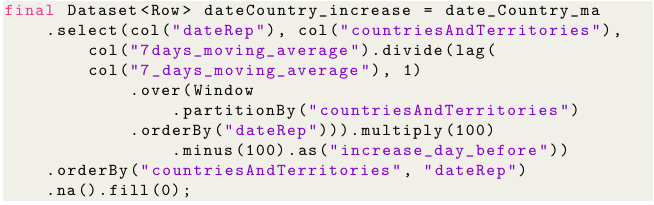 final Dataset<Row> dateCountry_increase = date_Country_ma
    .select(col("dateRep"), col("countriesAndTerritories"),
        col("7days_moving_average").divide(lag(
        col("7_days_moving_average"), 1)
            .over(Window
                .partitionBy("countriesAndTerritories")
            .orderBy("dateRep"))).multiply(100)
                .minus(100).as("increase_day_before"))
    .orderBy("countriesAndTerritories", "dateRep")
    .na().fill(0);